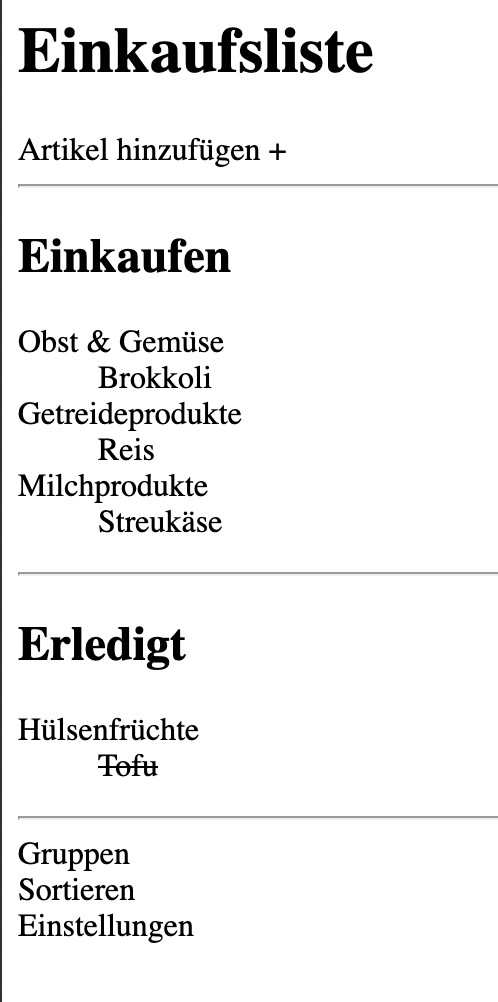 Einkaufsliste
Artikel hinzufügen +
Einkaufen
Obst & Gemüse
Brokkoli
Getreideprodukte
Reis
Milchprodukte
Streukäse
Erledigt
Hülsenfrüchte
Tofu
Gruppen
Sortieren
Einstellungen